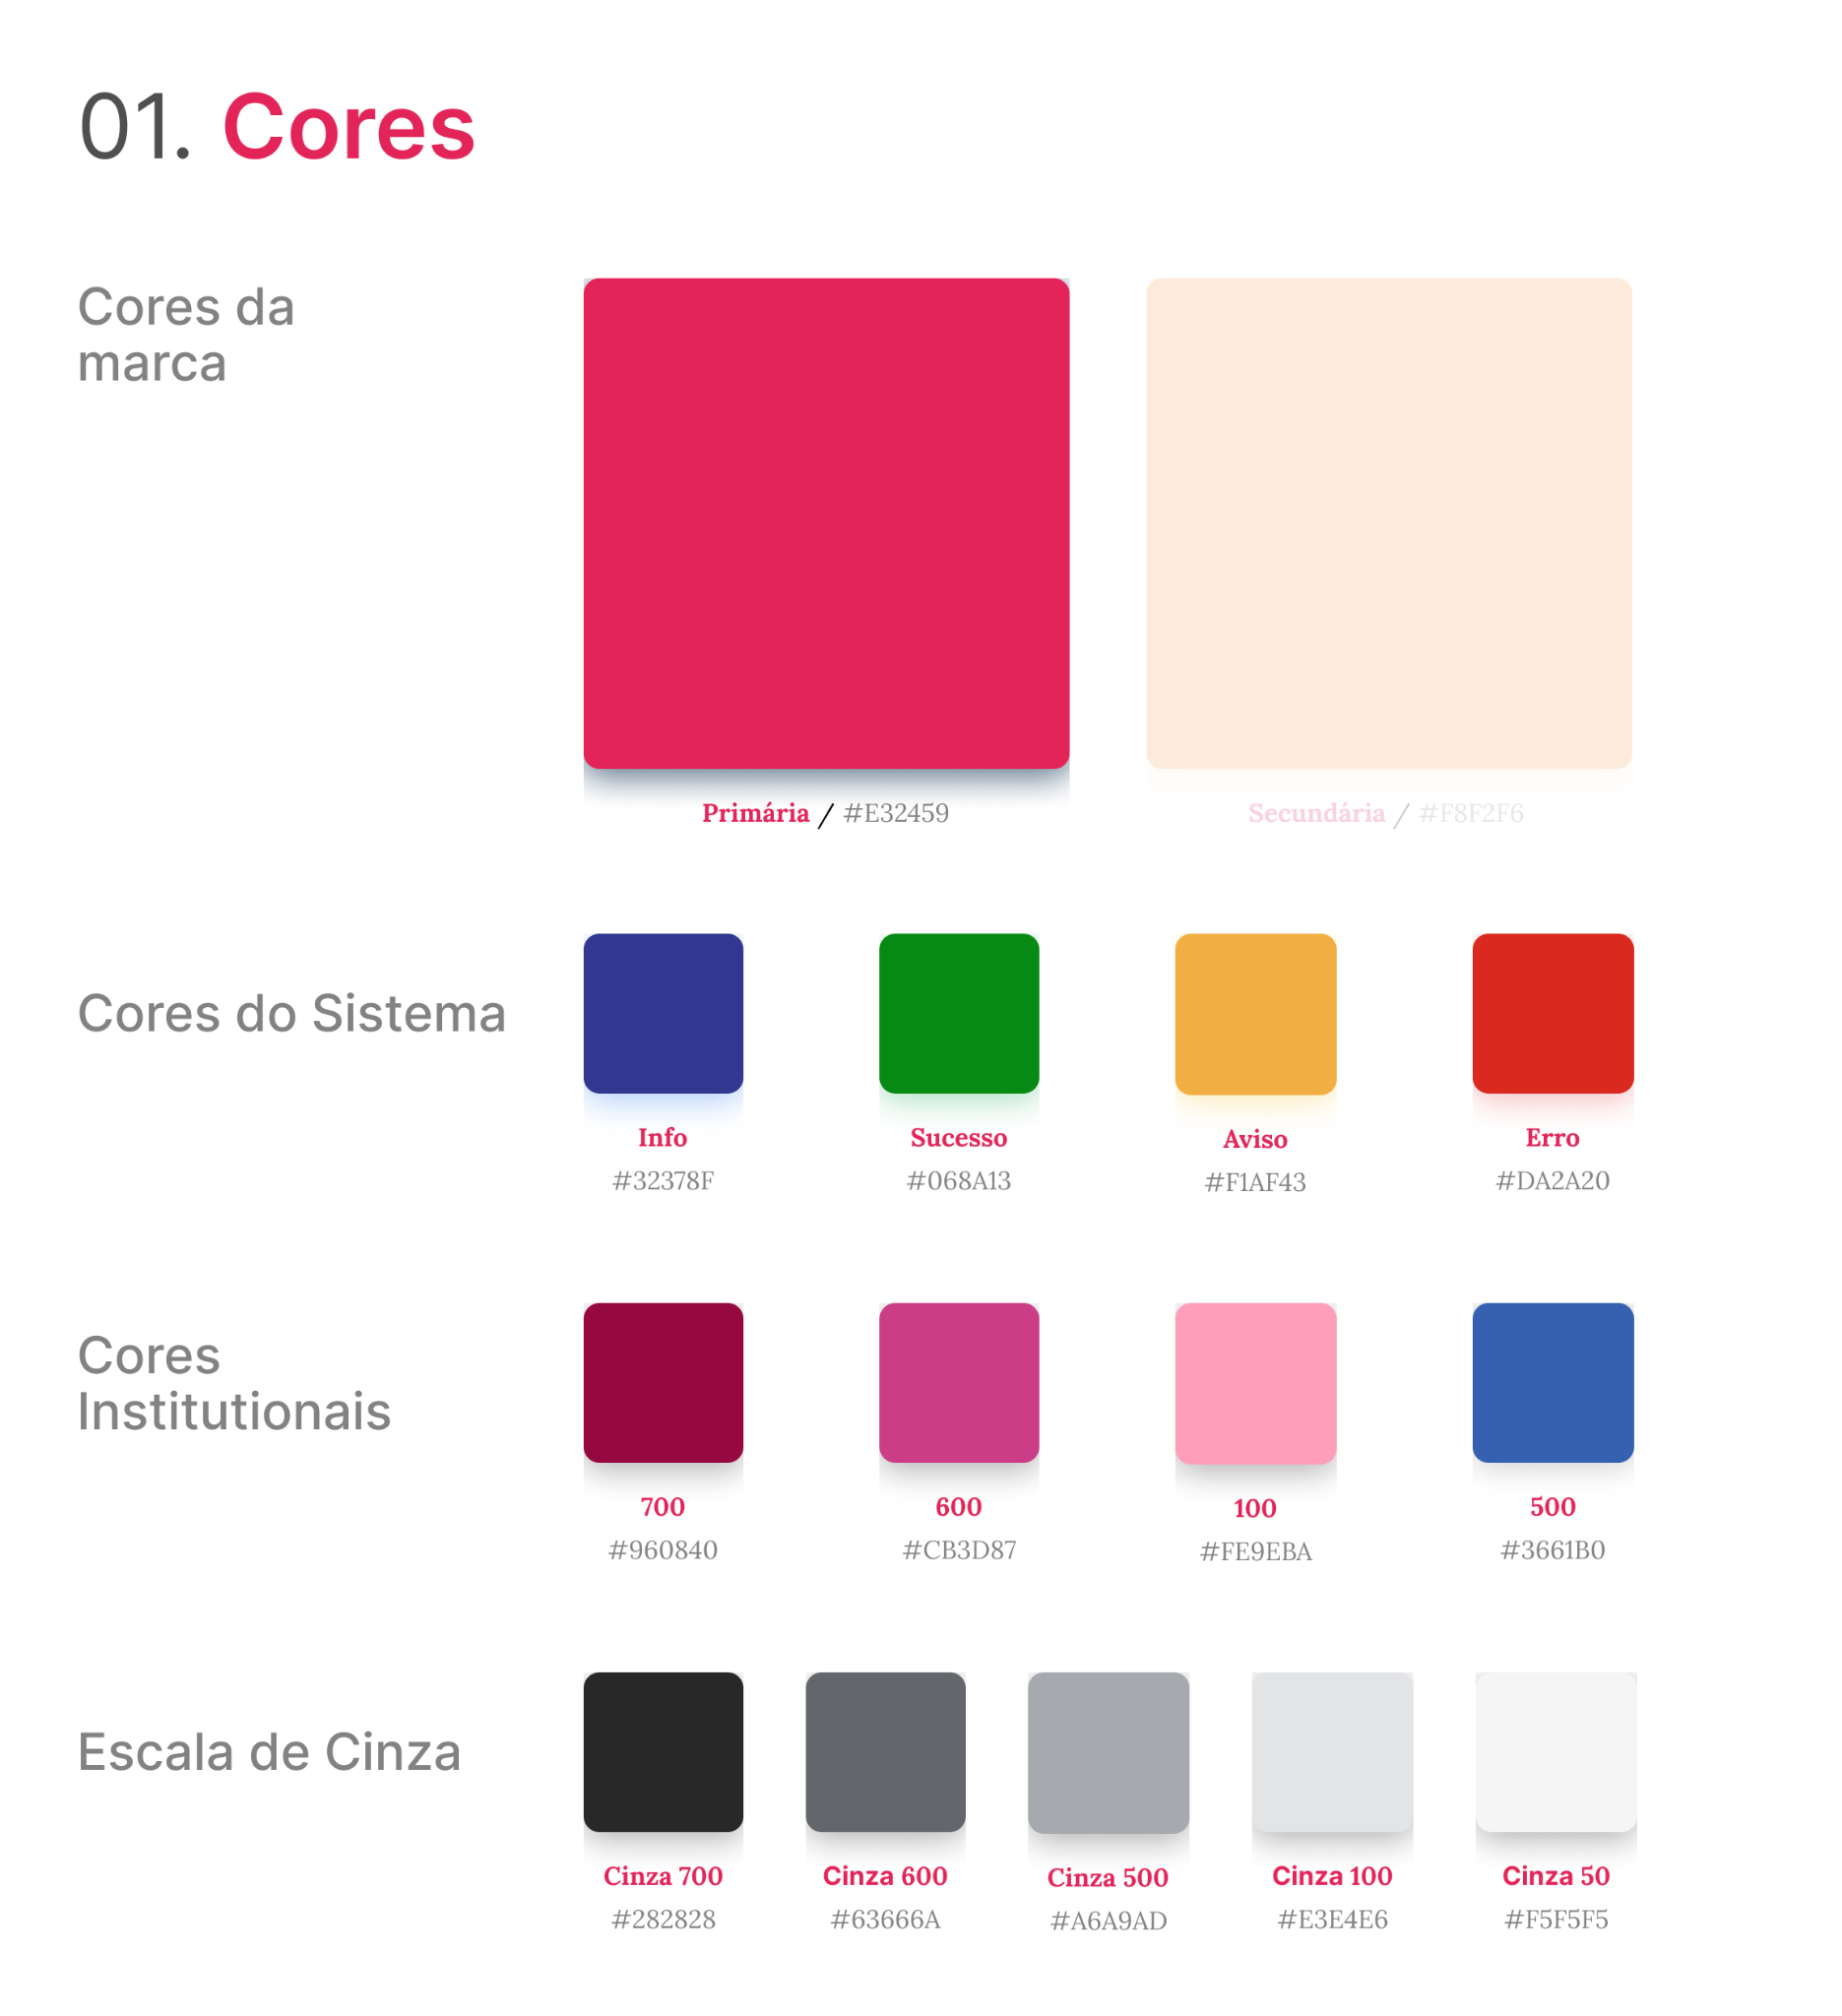 01. Cores
Cores da
marca
Primária / #E32459
Secundária / #F8F2F6
Cores do Sistema
Info
#32378F
Sucesso
#068A13
Aviso
#F1AF43
Erro
#DA2A20
Cores
Institutionais
700
#960840
600
#CB3D87
100
#FE9EBA
500
#3661B0
Escala de Cinza
Cinza 700
#282828
Cinza 600
#63666A
Cinza 500
#A6A9AD
Cinza 100
#E3E4E6
Cinza 50
#F5F5F5